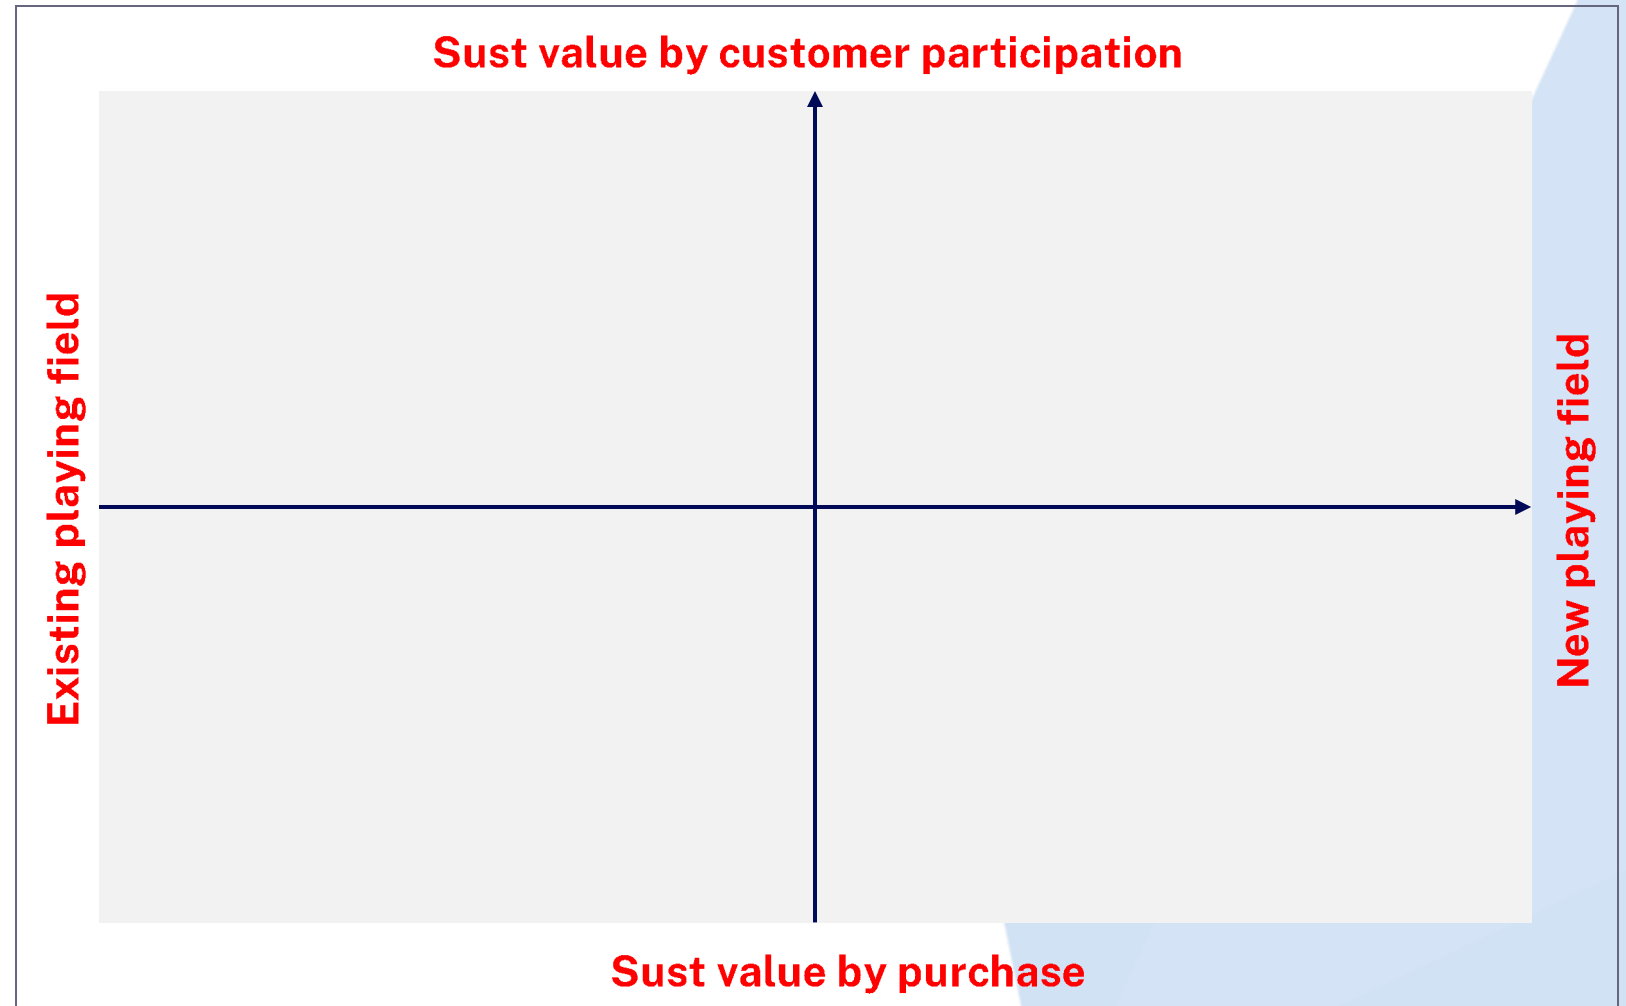 Sust value by customer participation
Existing playing field
New playing field
Sust value by purchase